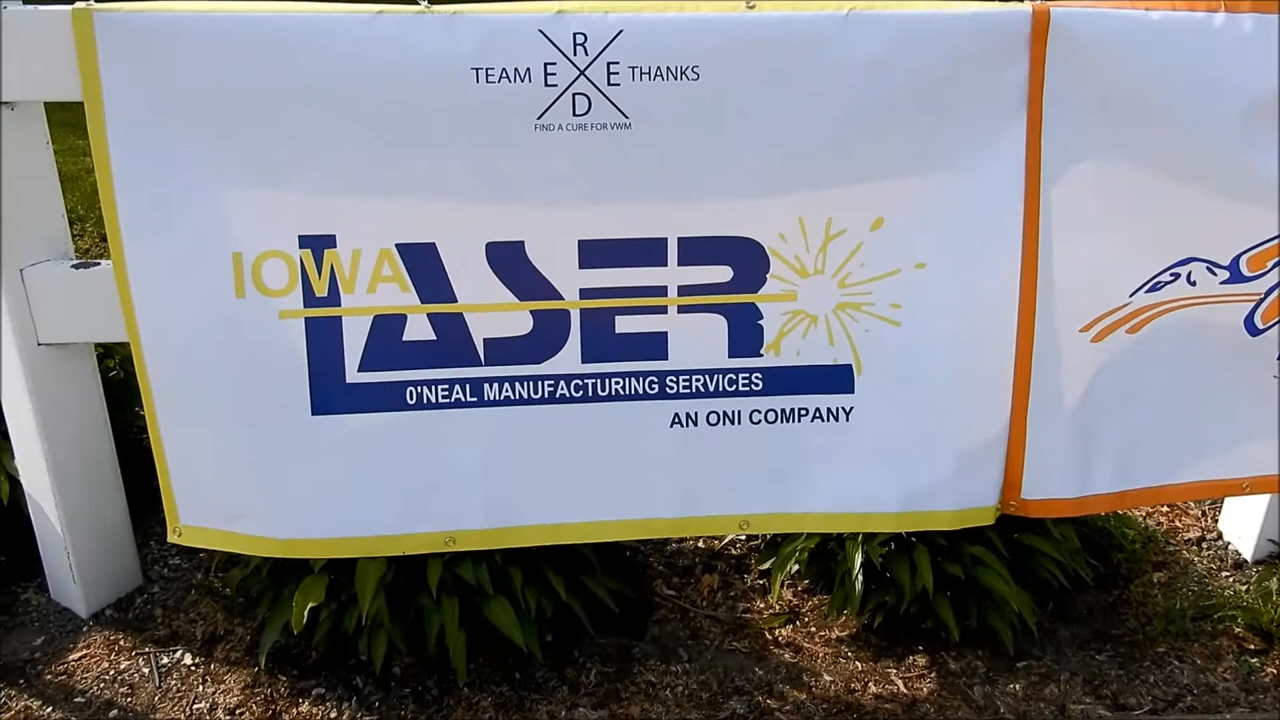 R
TEAM E E THANKS
D
FIND A CURE FOR VWM
IOWA
LASER
O'NEAL MANUFACTURING SERVICES
AN ONI COMPANY